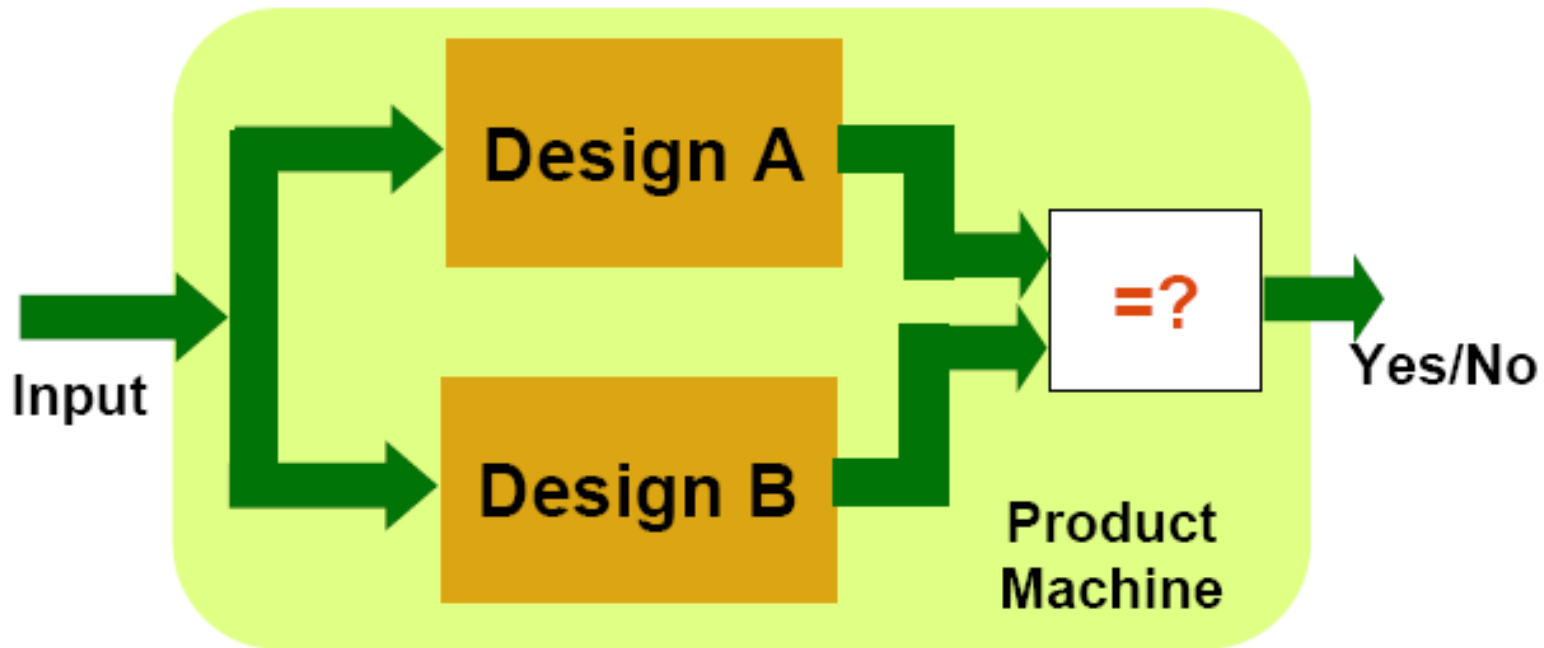 Input
Design A
Design B
=?
Product
Machine
Yes/No